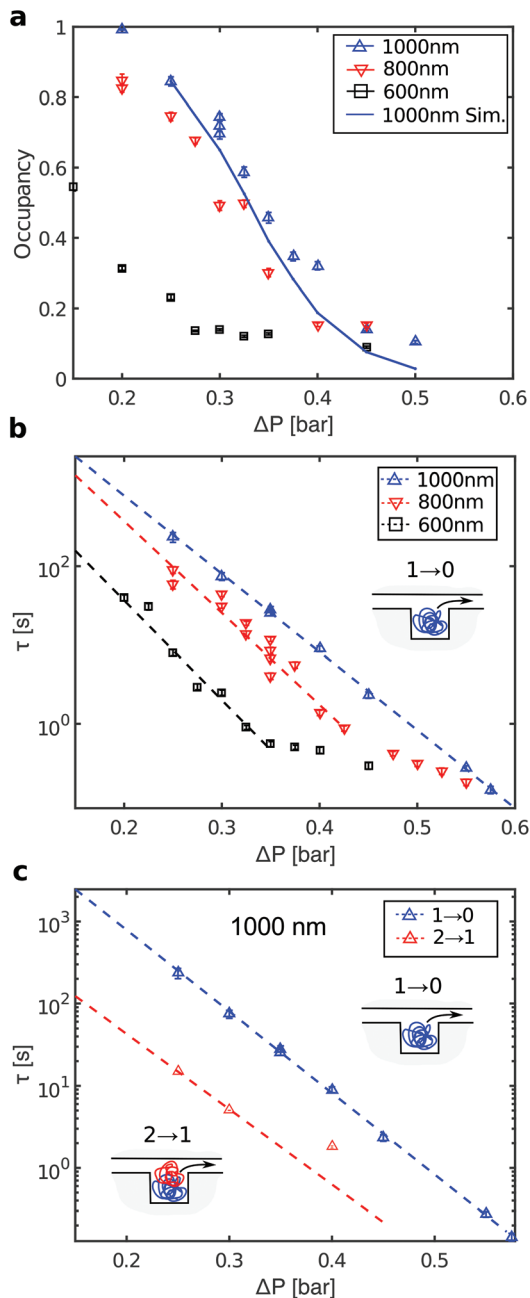 a
1
0.8
0.6
0.4
0.2
0
Occupancy
1000nm
800nm
600nm
1000nm Sim.
0.2
0.3
0.4
0.5
0.6
ΔP [bar]
b
10²
10⁰
τ [s]
1000nm
800nm
600nm
1→0
0.2
0.3
0.4
0.5
0.6
ΔP [bar]
c
10³
10²
10¹
10⁰
τ [s]
1000 nm
1→0
2→1
1→0
2→1
0.2
0.3
0.4
0.5
ΔP [bar]